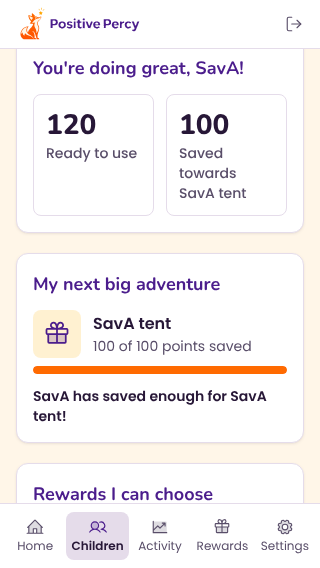 Positive Percy
You're doing great, SavA!
120
Ready to use
100
Saved
towards
SavA tent
My next big adventure
SavA tent
100 of 100 points saved
SavA has saved enough for SavA
tent!
Rewards I can choose
Home
Children
Activity
Rewards
Settings